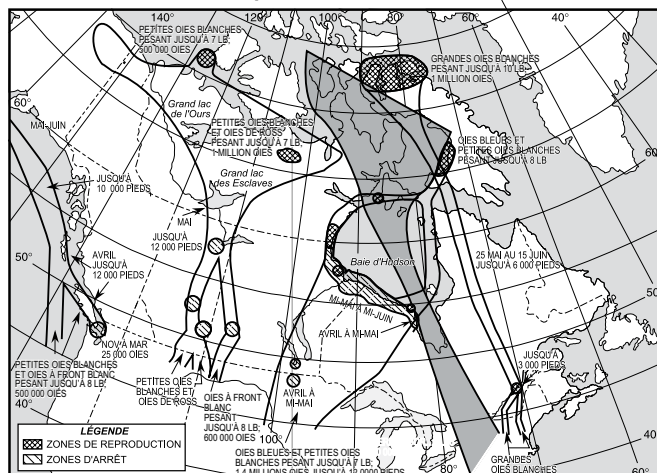 140°
120°
100°
80°
60°
40°
PETITES OIES BLANCHES
PESANT JUSQU'À 7 LB;
500 000 OIES
GRANDES OIES BLANCHES
PESANT JUSQU'À 10 LB;
1 MILLION OIES
Grand lac
de l'Ours
PETITES OIES BLANCHES
ET OIES DE ROSS
PESANT JUSQU'À 7 LB;
1 MILLION OIES
OIES BLEUES ET
PETITES OIES BLANCHES
PESANT JUSQU'À 8 LB
60°
MAI-JUIN
60
Grand lac
des Esclaves
JUSQU'À
10 000 PIEDS
MAI
JUSQU'À
12 000 PIEDS
AVRIL
JUSQU'À
12 000 PIEDS
50°
Baie d'Hudson
25 MAI AU 15 JUIN
JUSQU'À 6 000 PIEDS
MI-MAI À MI-JUIN
AVRIL À MI-MAI
50°
NOV À MAR
25 000 OIES
JUSQU'À
3 000 PIEDS
PETITES OIES BLANCHES
ET OIES À FRONT BLANC
PESANT JUSQU'À 8 LB;
500 000 OIES
PETITES OIES
BLANCHES ET
OIES DE ROSS
OIES À FRONT
BLANC
PESANT
JUSQU'À 8 LB;
600 000 OIES
AVRIL À
MI-MAI
40°
40°
LÉGENDE
ZONES DE REPRODUCTION
ZONES D'ARRÊT
100°
80°
60°
OIES BLEUES ET PETITES OIES
BLANCHES PESANT JUSQU'À 7 LB;
GRANDES
OIES BLANCHES